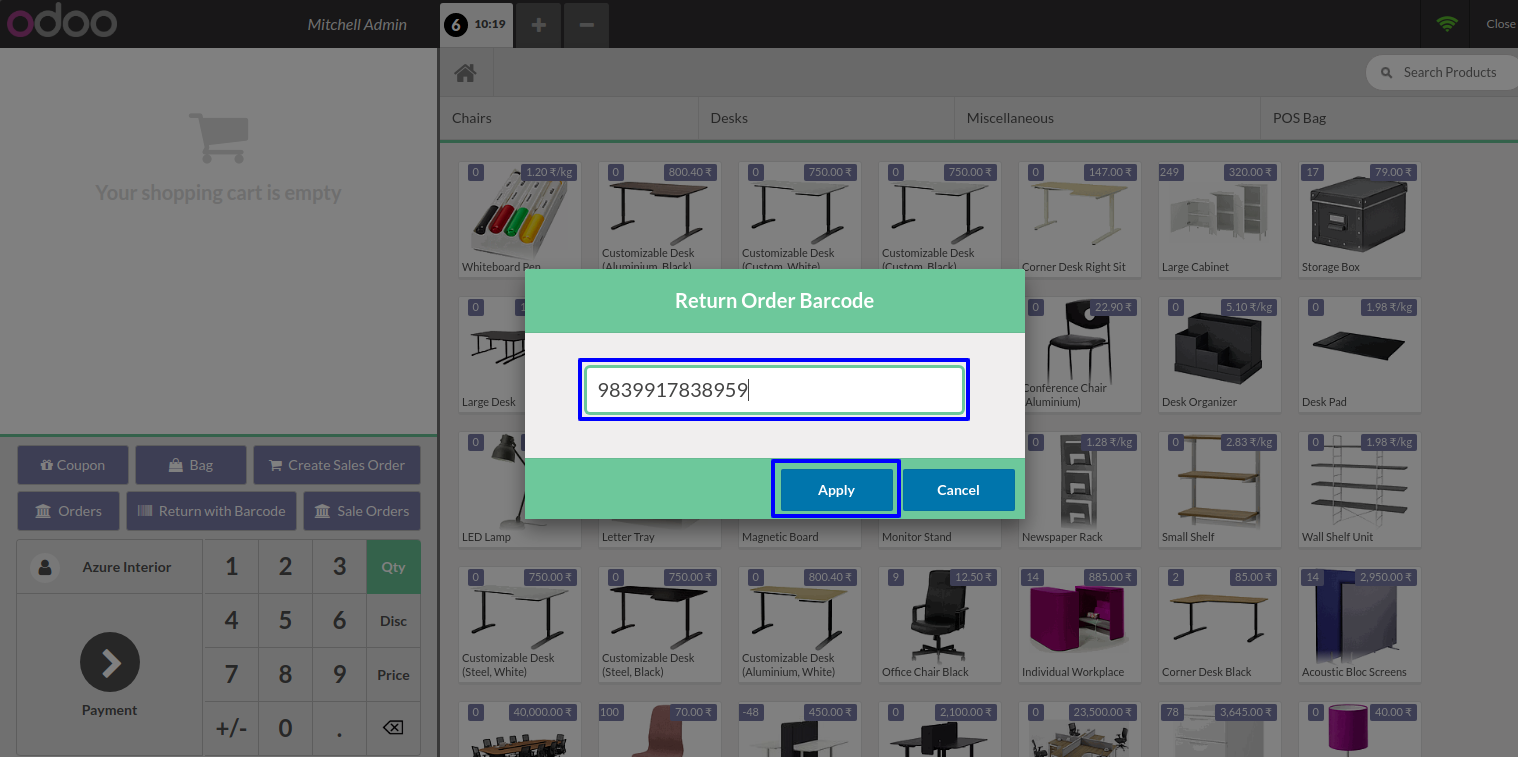 odoo
Mitchell Admin
6 10:19 + −
Close
Search Products
Chairs Desks Miscellaneous POS Bag
Your shopping cart is empty
0 1.20 ₹/kg 0 800.40 ₹ 0 750.00 ₹ 0 750.00 ₹ 0 147.00 ₹ 249 320.00 ₹ 17 79.00 ₹
Whiteboard Pen Customizable Desk (Aluminium, Black) Customizable Desk (Custom, White) Customizable Desk (Custom, Black) Corner Desk Right Sit Large Cabinet Storage Box
Return Order Barcode
9839917838959
Apply Cancel
0 0 22.90 ₹ 0 5.10 ₹/kg 0 1.98 ₹/kg
Large Desk Conference Chair (Aluminium) Desk Organizer Desk Pad
0 0 1.28 ₹/kg 0 2.83 ₹/kg 0 1.98 ₹/kg
LED Lamp Letter Tray Magnetic Board Monitor Stand Newspaper Rack Small Shelf Wall Shelf Unit
0 750.00 ₹ 0 750.00 ₹ 0 800.40 ₹ 9 12.50 ₹ 14 885.00 ₹ 2 85.00 ₹ 14 2,950.00 ₹
Customizable Desk (Steel, White) Customizable Desk (Steel, Black) Customizable Desk (Aluminium, White) Office Chair Black Individual Workplace Corner Desk Black Acoustic Bloc Screens
0 40,000.00 ₹ 100 70.00 ₹ -48 450.00 ₹ 0 2,100.00 ₹ 0 23,500.00 ₹ 78 3,645.00 ₹ 0 40.00 ₹
Coupon Bag Create Sales Order
Orders Return with Barcode Sale Orders
Azure Interior 1 2 3 Qty
4 5 6 Disc
7 8 9 Price
Payment
+/- 0 .